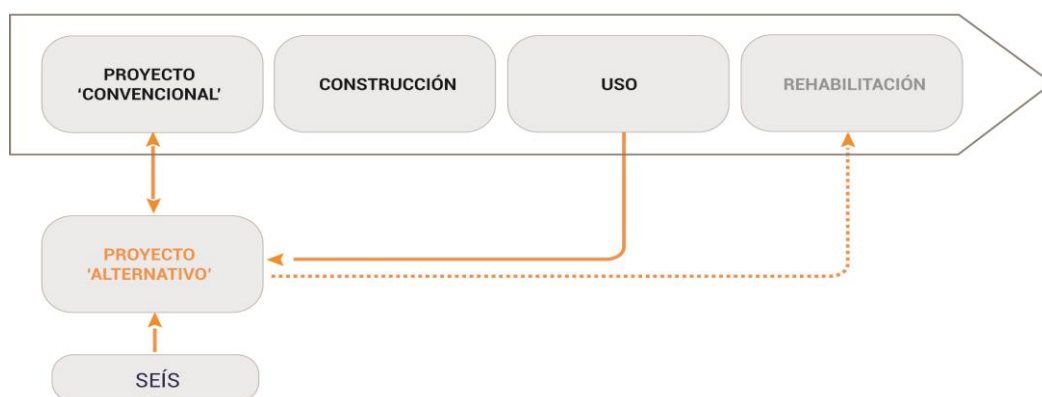 PROYECTO
‘CONVENCIONAL’
CONSTRUCCIÓN
USO
REHABILITACIÓN
PROYECTO
‘ALTERNATIVO’
SEÍS